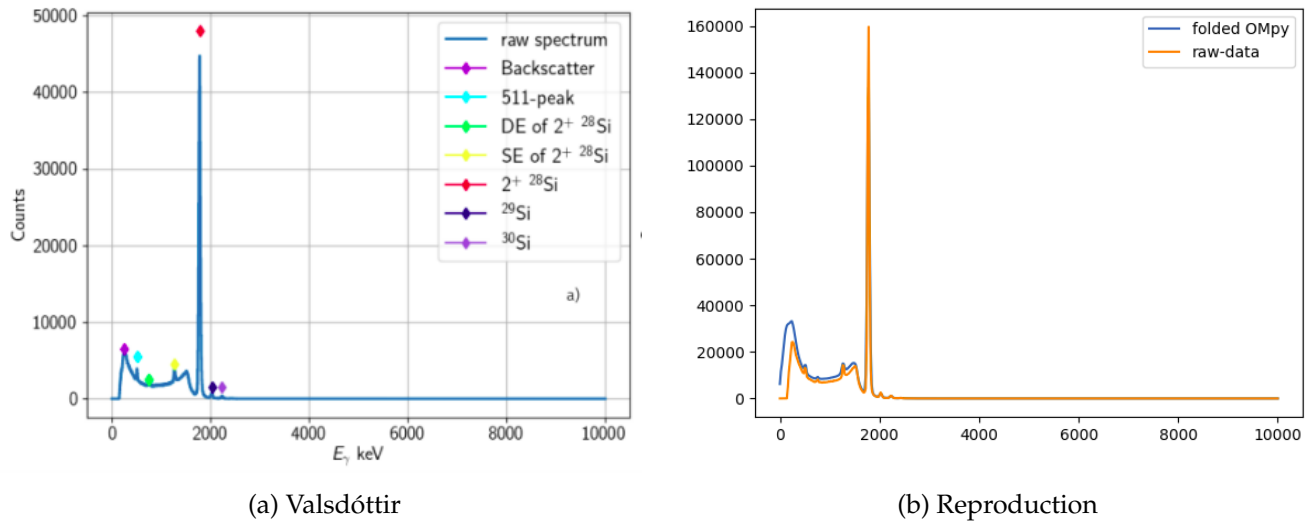 50000
40000
30000
20000
10000
0
Counts
raw spectrum
Backscatter
511-peak
DE of 2⁺ ²⁸Si
SE of 2⁺ ²⁸Si
2⁺ ²⁸Si
²⁹Si
³⁰Si
a)
0 2000 4000 6000 8000 10000
Eᵧ keV
(a) Valsdóttir
160000
140000
120000
100000
80000
60000
40000
20000
0
folded OMpy
raw-data
0 2000 4000 6000 8000 10000
(b) Reproduction